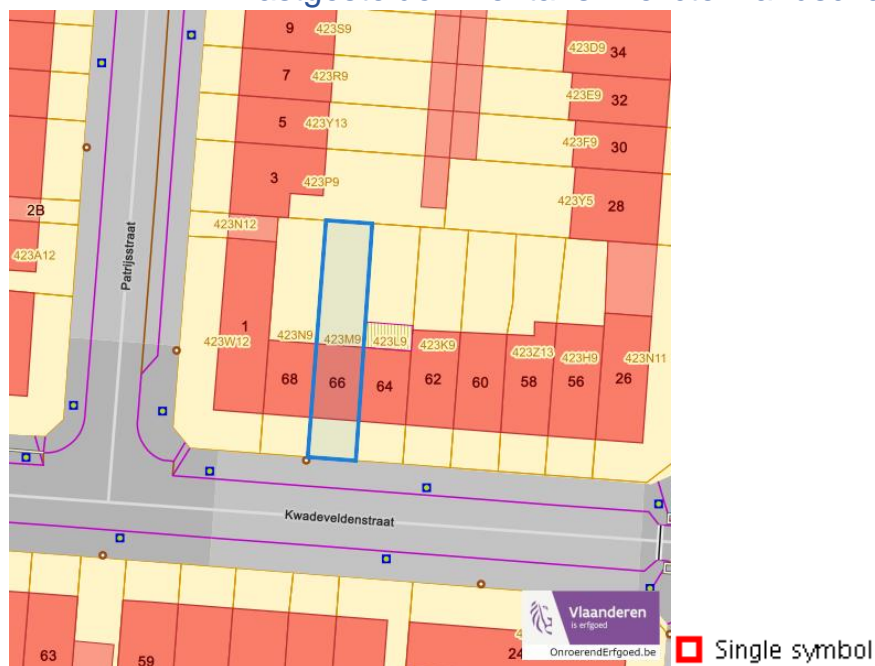 9 423S9
7 423R9
5 423Y13
3 423P9
423D9 34
423E9 32
423F9 30
423Y5 28
2B
423A12
423N12
Patrijsstraat
1
423W12
423N9 423M9 423L9 423K9
423Z13 423H9 423N11
68 66 64 62 60 58 56 26
Kwadeveldenstraat
63
59
24
Vlaanderen
is erfgoed
OnroerendErfgoed.be
Single symbol